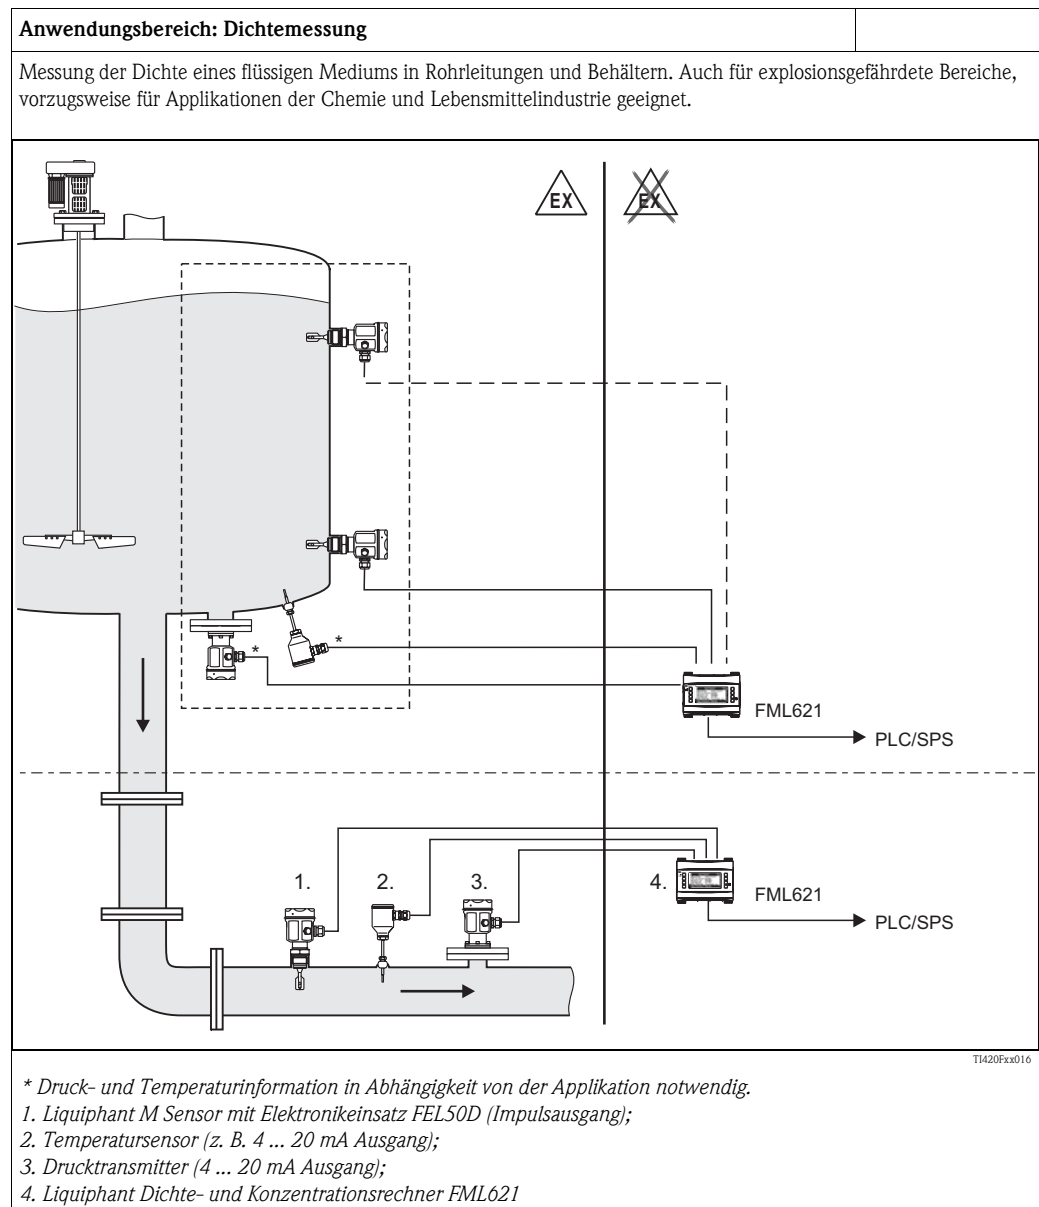 Anwendungsbereich: Dichtemessung
Messung der Dichte eines flüssigen Mediums in Rohrleitungen und Behältern. Auch für explosionsgefährdete Bereiche,
vorzugsweise für Applikationen der Chemie und Lebensmittelindustrie geeignet.
EX
EX
*
*
FML621
PLC/SPS
1.
2.
3.
4.
FML621
PLC/SPS
TI420Fxx016
* Druck- und Temperaturinformation in Abhängigkeit von der Applikation notwendig.
1. Liquiphant M Sensor mit Elektronikeinsatz FEL50D (Impulsausgang);
2. Temperatursensor (z. B. 4 ... 20 mA Ausgang);
3. Drucktransmitter (4 ... 20 mA Ausgang);
4. Liquiphant Dichte- und Konzentrationsrechner FML621